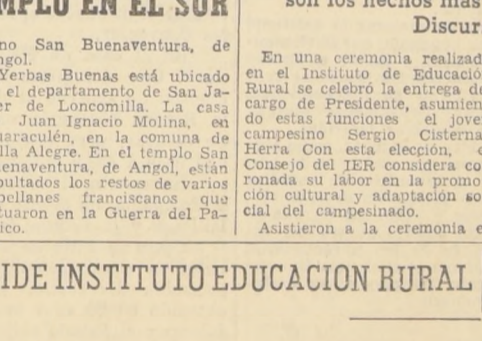 MPLO EN EL SUR
no San Buenaventura, de
ngol.
Yerbas Buenas está ubicado
el departamento de San Ja-
er de Loncomilla. La casa
Juan Ignacio Molina, en
araculén, en la comuna de
lla Alegre. En el templo San
enaventura, de Angol, están
pultados los restos de varios
pellanes franciscanos que
tuaron en la Guerra del Pa-
ico.
son los hechos más
Discur
En una ceremonia realizad
en el Instituto de Educació
Rural se celebró la entrega de
cargo de Presidente, asumien
do estas funciones el jove
campesino Sergio Cisterna
Herra Con esta elección, e
Consejo del IER considera co
ronada su labor en la promo
ción cultural y adaptación so
cial del campesinado.
Asistieron a la ceremonia e
IDE INSTITUTO EDUCACION RURAL